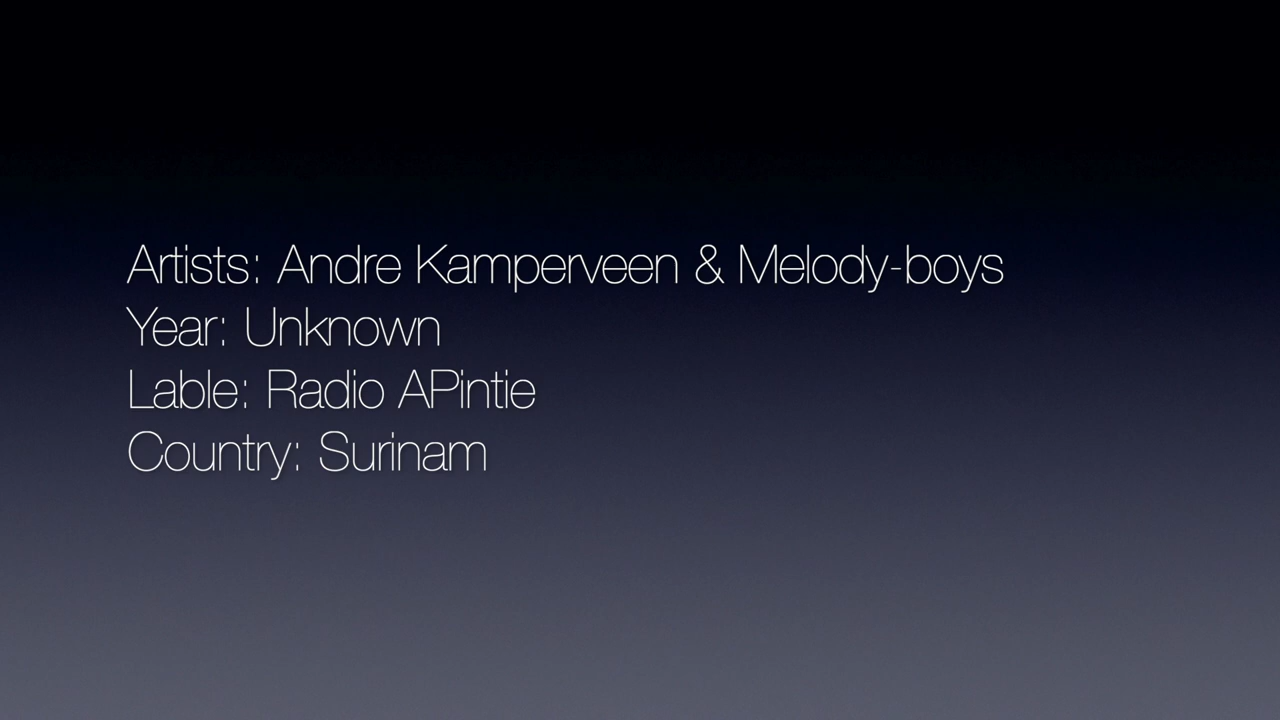 Artists: Andre Kamperveen & Melody-boys
Year: Unknown
Lable: Radio APintie
Country: Surinam